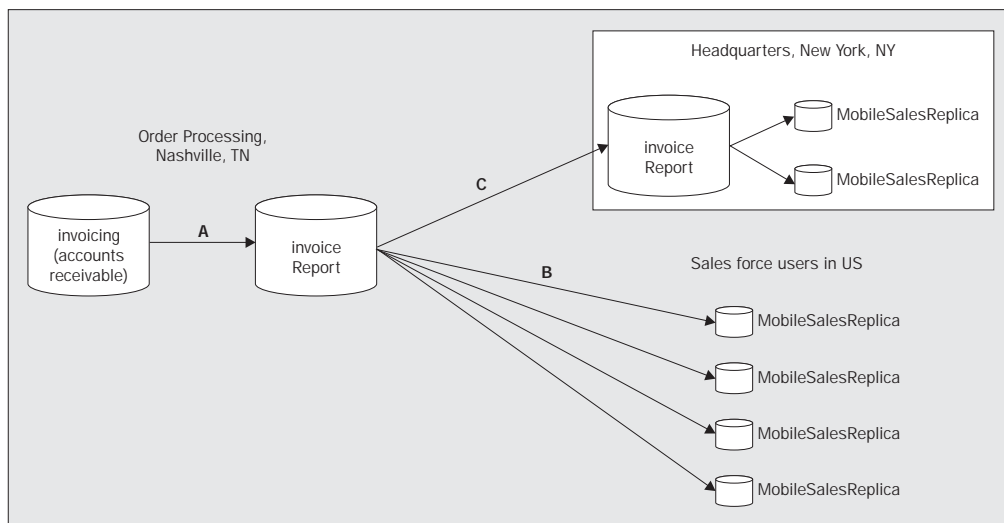 Headquarters, New York, NY
MobileSalesReplica
invoice
Report
MobileSalesReplica
Order Processing,
Nashville, TN
C
invoicing
(accounts
receivable)
A
invoice
Report
Sales force users in US
B
MobileSalesReplica
MobileSalesReplica
MobileSalesReplica
MobileSalesReplica